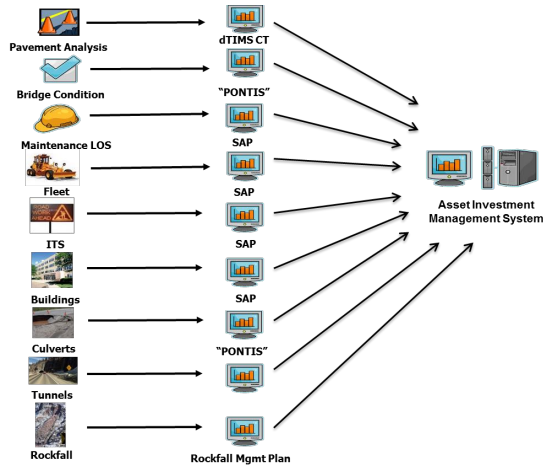 Pavement Analysis
dTIMS CT
Bridge Condition
"PONTIS"
Maintenance LOS
SAP
Fleet
SAP
ITS
SAP
Buildings
SAP
Culverts
"PONTIS"
Tunnels
Rockfall
Rockfall Mgmt Plan
Asset Investment
Management System